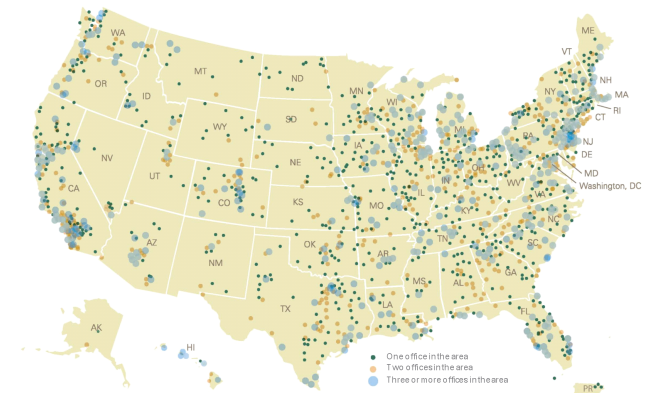 ME
WA
VT
MT
ND
NH
OR
MN
ID
WI
NY
MA
SD
RI
WY
MI
CT
IA
PA
NJ
NE
NV
OH
DE
UT
IL
IN
MD
CA
CO
WV
Washington, DC
KS
MO
VA
KY
NC
AZ
OK
TN
NM
AR
SC
MS
AL
GA
TX
LA
FL
AK
HI
One office in the area
Two offices in the area
Three or more offices in the area
PR